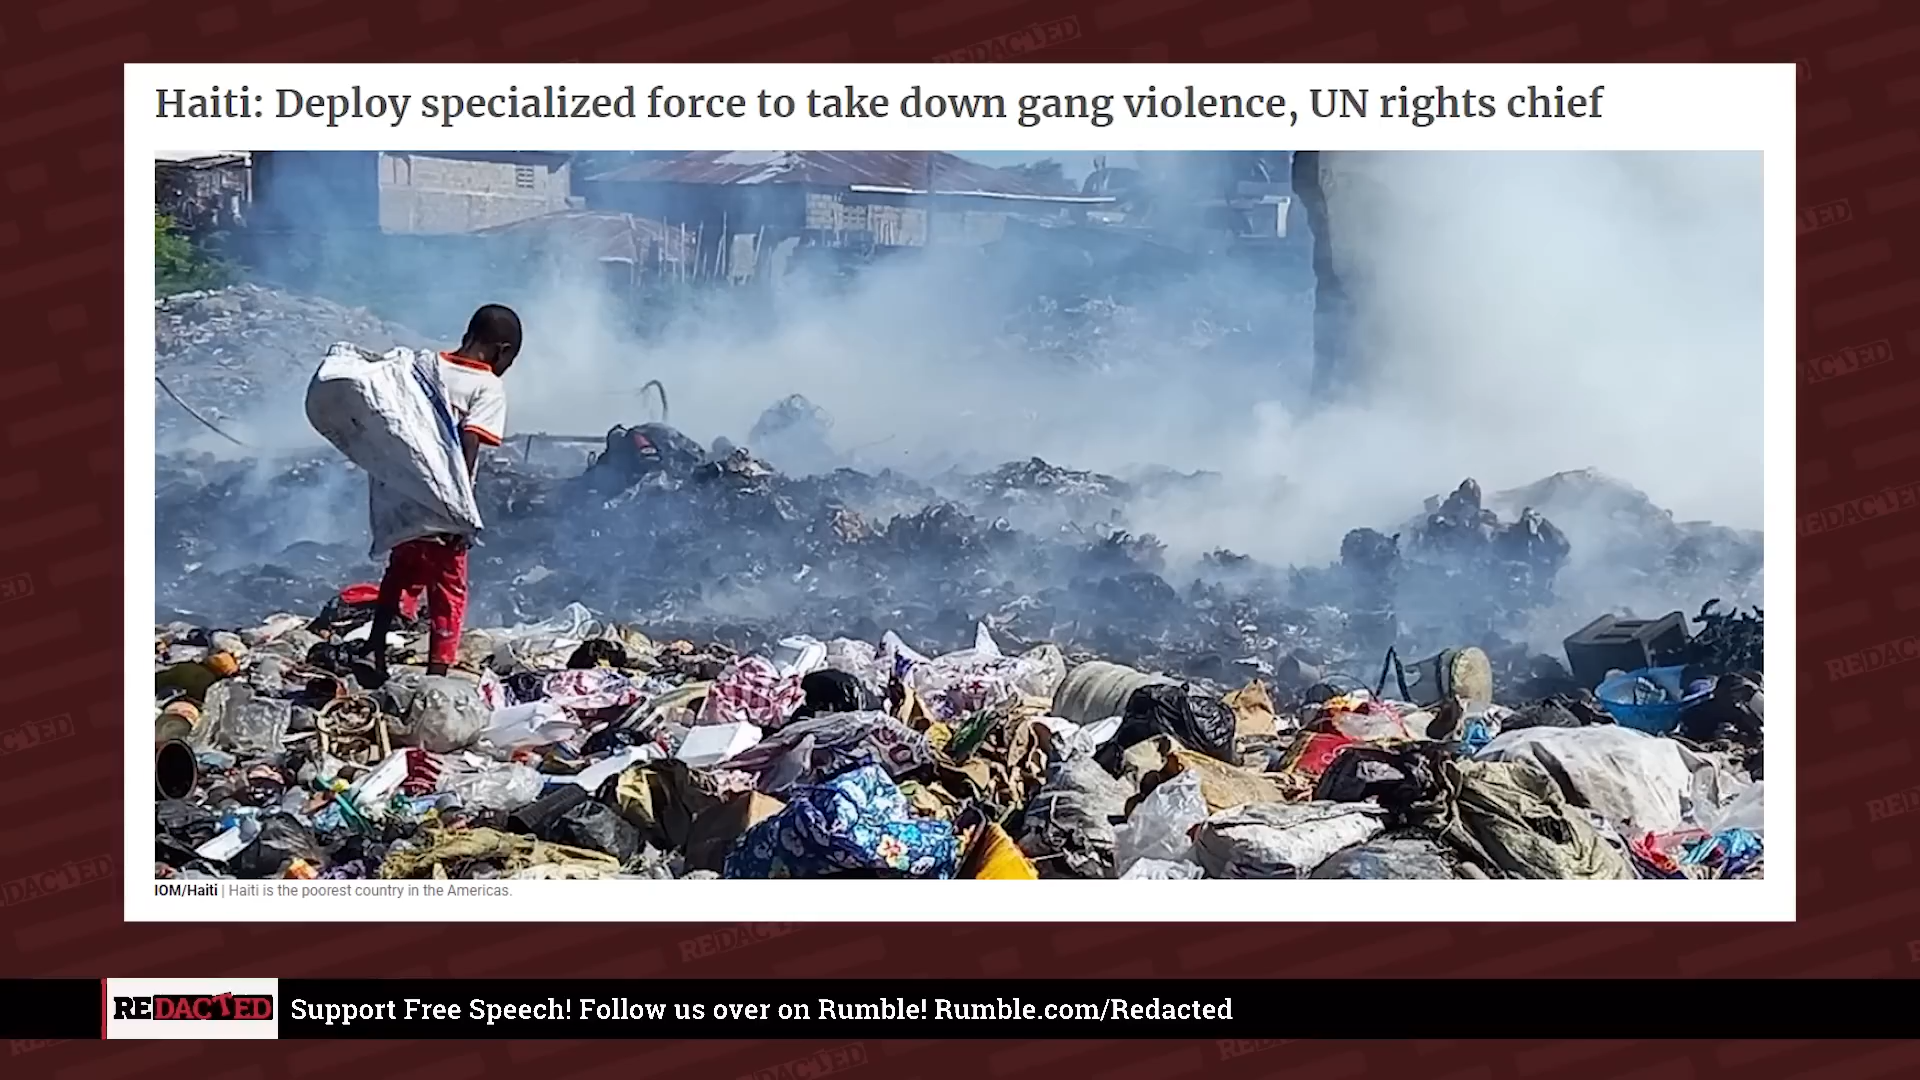 Haiti: Deploy specialized force to take down gang violence, UN rights chief
IOM/Haiti | Haiti is the poorest country in the Americas.
REDACTED Support Free Speech! Follow us over on Rumble! Rumble.com/Redacted